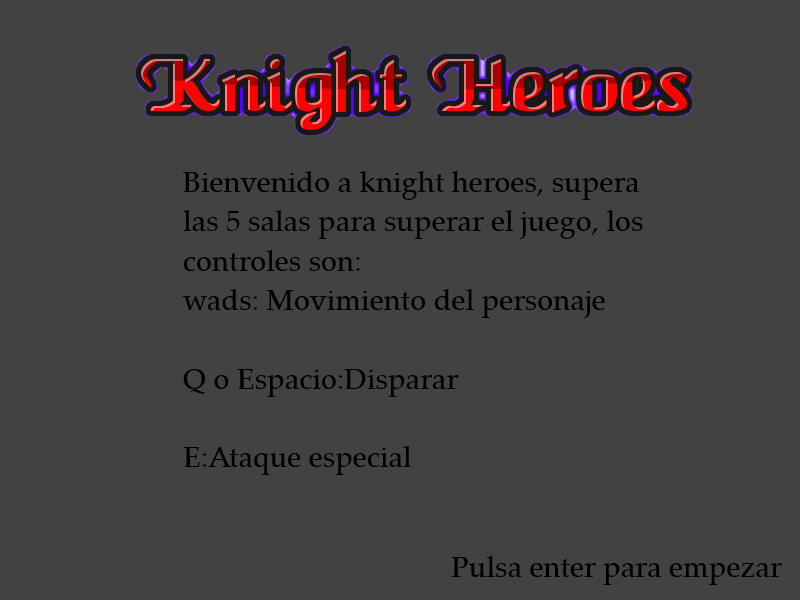 Knight Heroes
Bienvenido a knight heroes, supera
las 5 salas para superar el juego, los
controles son:
wads: Movimiento del personaje
Q o Espacio:Disparar
E:Ataque especial
Pulsa enter para empezar